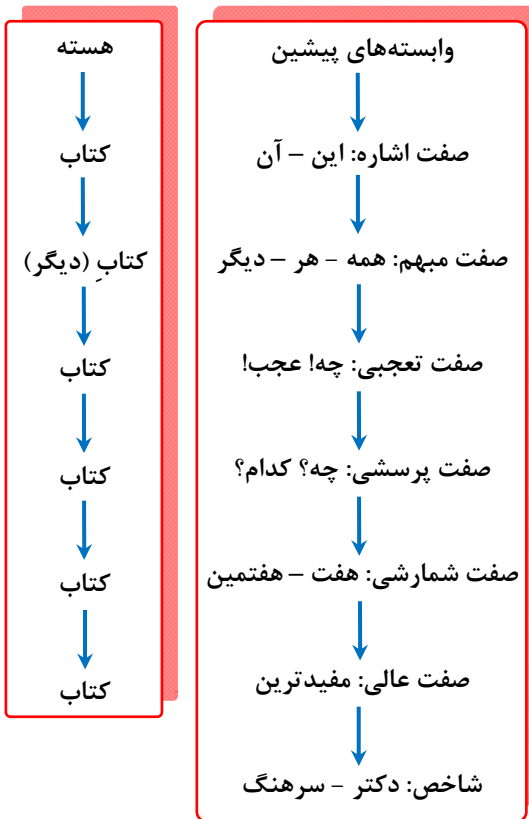 وابسته‌های پیشین
صفت اشاره: این – آن
صفت مبهم: همه - هر – دیگر
صفت تعجبی: چه! عجب!
صفت پرسشی: چه؟ کدام؟
صفت شمارشی: هفت – هفتمین
صفت عالی: مفیدترین
شاخص: دکتر - سرهنگ
هسته
کتاب
کتابِ (دیگر)
کتاب
کتاب
کتاب
کتاب